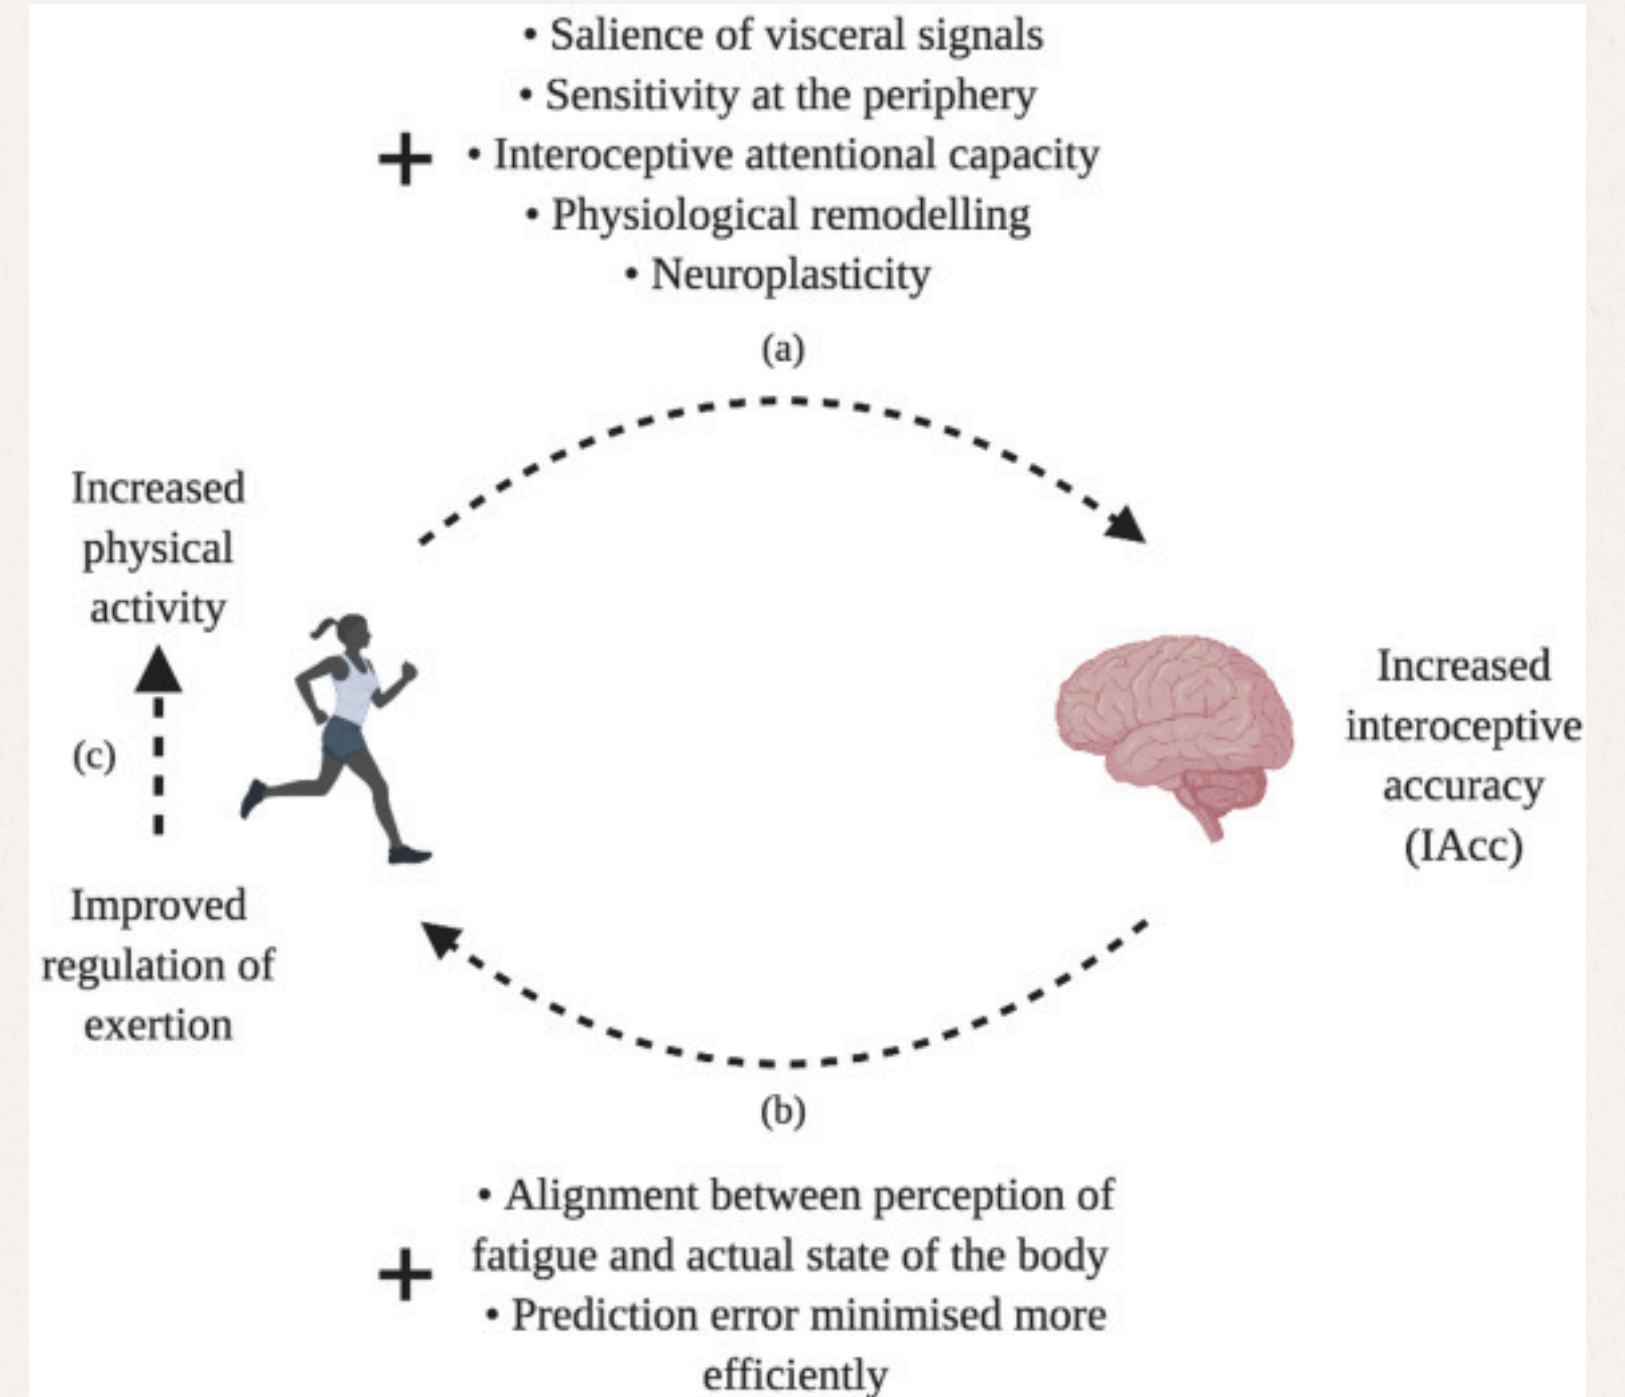 • Salience of visceral signals
• Sensitivity at the periphery
+ • Interoceptive attentional capacity
• Physiological remodelling
• Neuroplasticity
(a)
Increased
physical
activity
(c)
Improved
regulation of
exertion
Increased
interoceptive
accuracy
(IAcc)
(b)
• Alignment between perception of
+ fatigue and actual state of the body
• Prediction error minimised more
efficiently